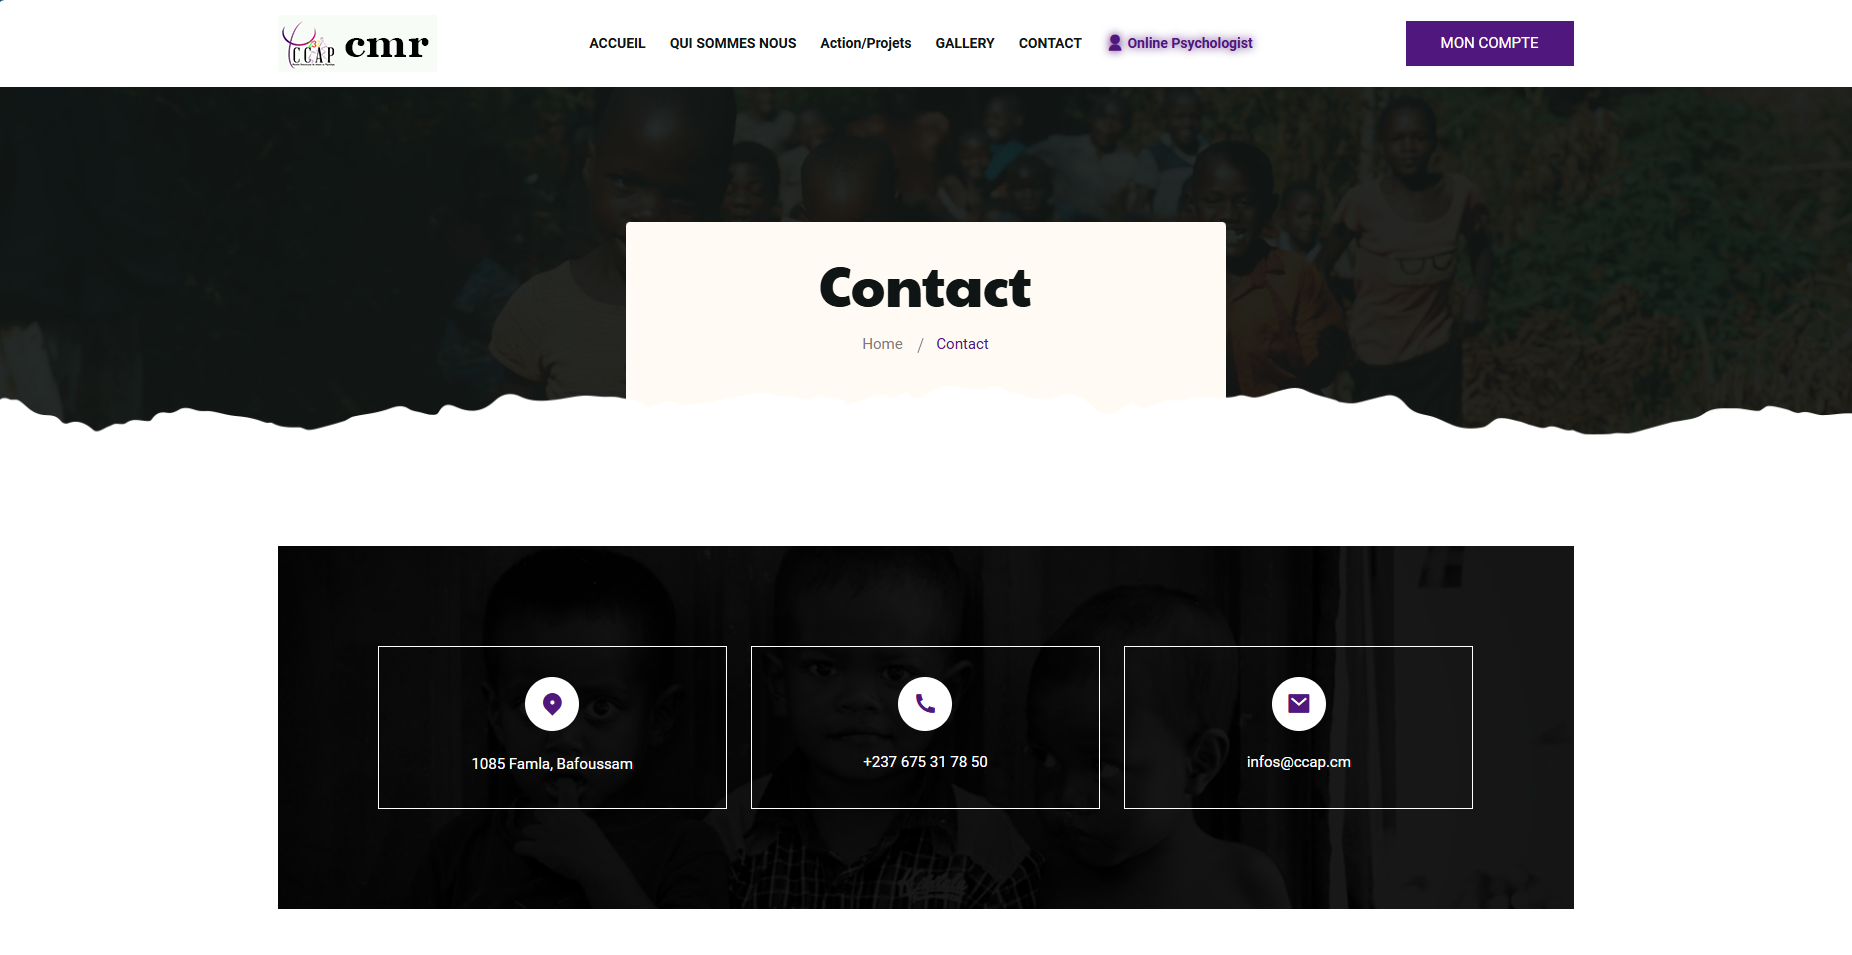 CCAP cmr
ACCUEIL QUI SOMMES NOUS Action/Projets GALLERY CONTACT Online Psychologist MON COMPTE
Contact
Home / Contact
1085 Famla, Bafoussam
+237 675 31 78 50
infos@ccap.cm